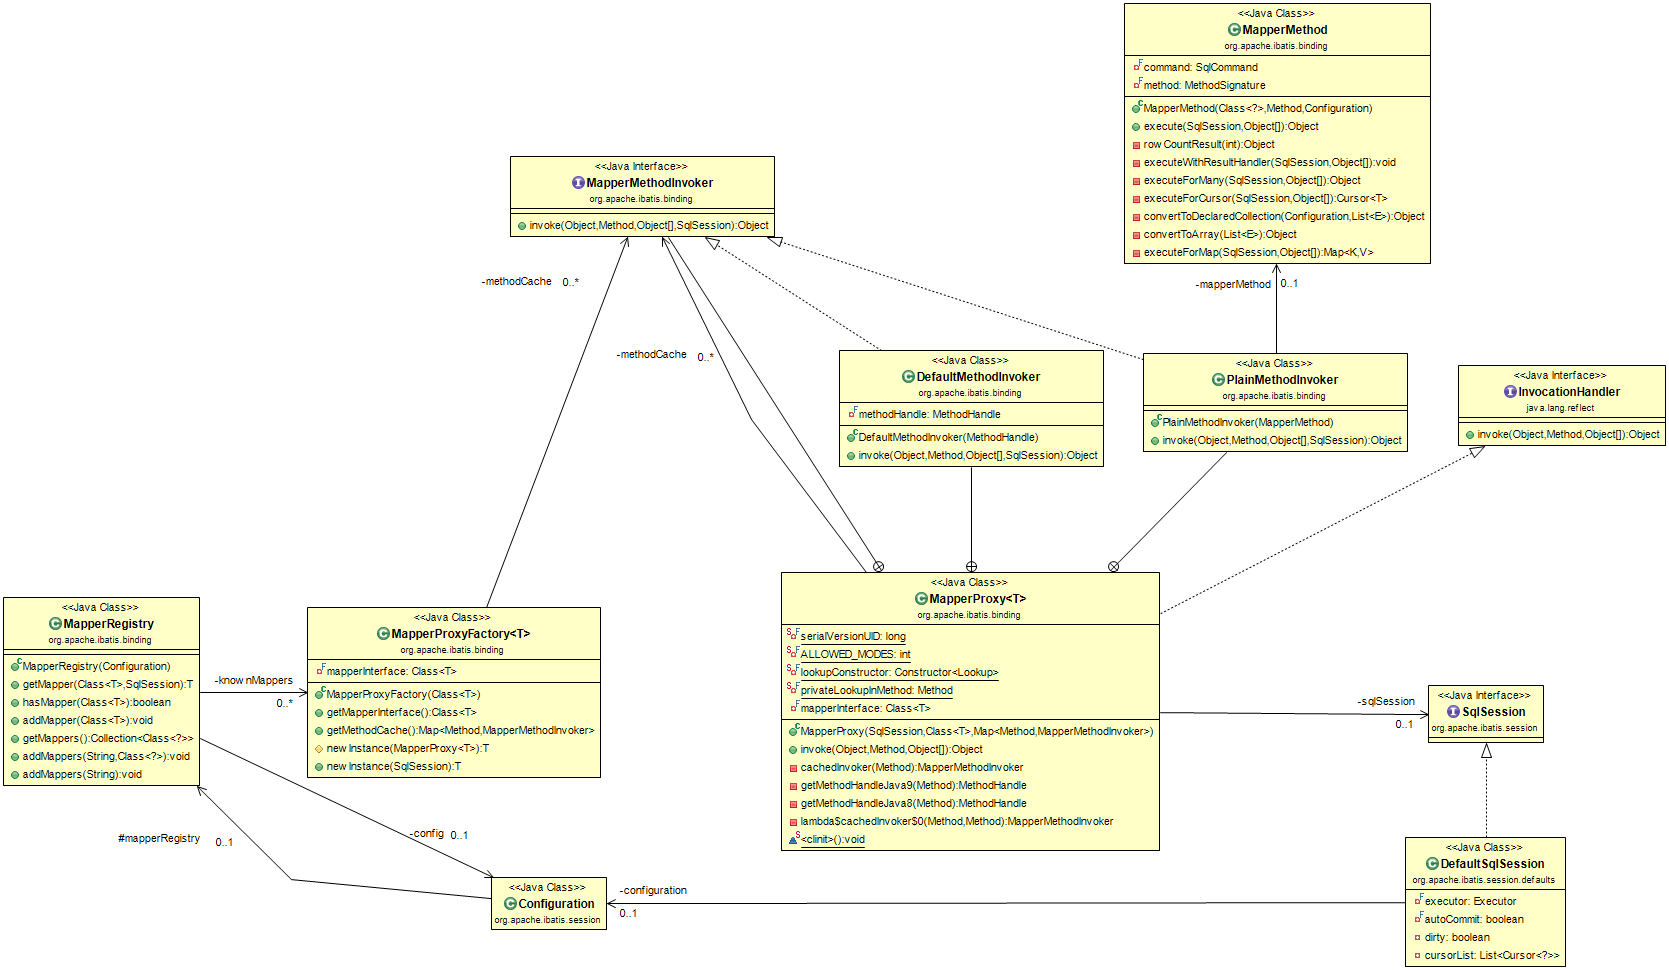 <<Java Class>>
MapperMethod
org.apache.ibatis.binding
command: SqlCommand
method: MethodSignature
MapperMethod(Class<?>,Method,Configuration)
execute(SqlSession,Object[]):Object
rowCountResult(int):Object
executeWithResultHandler(SqlSession,Object[]):void
executeForMany(SqlSession,Object[]):Object
executeForCursor(SqlSession,Object[]):Cursor<T>
convertToDeclaredCollection(Configuration,List<E>):Object
convertToArray(List<E>):Object
executeForMap(SqlSession,Object[]):Map<K,V>
<<Java Interface>>
MapperMethodInvoker
org.apache.ibatis.binding
invoke(Object,Method,Object[],SqlSession):Object
-methodCache 0..*
-mapperMethod 0..1
-methodCache 0..*
<<Java Class>>
DefaultMethodInvoker
org.apache.ibatis.binding
methodHandle: MethodHandle
DefaultMethodInvoker(MethodHandle)
invoke(Object,Method,Object[],SqlSession):Object
<<Java Class>>
PlainMethodInvoker
org.apache.ibatis.binding
PlainMethodInvoker(MapperMethod)
invoke(Object,Method,Object[],SqlSession):Object
<<Java Interface>>
InvocationHandler
java.lang.reflect
invoke(Object,Method,Object[]):Object
<<Java Class>>
MapperRegistry
org.apache.ibatis.binding
MapperRegistry(Configuration)
getMapper(Class<T>,SqlSession):T
hasMapper(Class<T>):boolean
addMapper(Class<T>):void
getMappers():Collection<Class<?>>
addMappers(String,Class<?>):void
addMappers(String):void
-knownMappers
0..*
<<Java Class>>
MapperProxyFactory<T>
org.apache.ibatis.binding
mapperInterface: Class<T>
MapperProxyFactory(Class<T>)
getMapperInterface():Class<T>
getMethodCache():Map<Method,MapperMethodInvoker>
newInstance(MapperProxy<T>):T
newInstance(SqlSession):T
<<Java Class>>
MapperProxy<T>
org.apache.ibatis.binding
serialVersionUID: long
ALLOWED_MODES: int
lookupConstructor: Constructor<Lookup>
privateLookupInMethod: Method
mapperInterface: Class<T>
MapperProxy(SqlSession,Class<T>,Map<Method,MapperMethodInvoker>)
invoke(Object,Method,Object[]):Object
cachedInvoker(Method):MapperMethodInvoker
getMethodHandleJava9(Method):MethodHandle
getMethodHandleJava8(Method):MethodHandle
lambda$cachedInvoker$0(Method,Method):MapperMethodInvoker
<clinit>():void
-sqlSession
0..1
<<Java Interface>>
SqlSession
org.apache.ibatis.session
#mapperRegistry 0..1
-config 0..1
<<Java Class>>
Configuration
org.apache.ibatis.session
-configuration
0..1
<<Java Class>>
DefaultSqlSession
org.apache.ibatis.session.defaults
executor: Executor
autoCommit: boolean
dirty: boolean
cursorList: List<Cursor<?>>